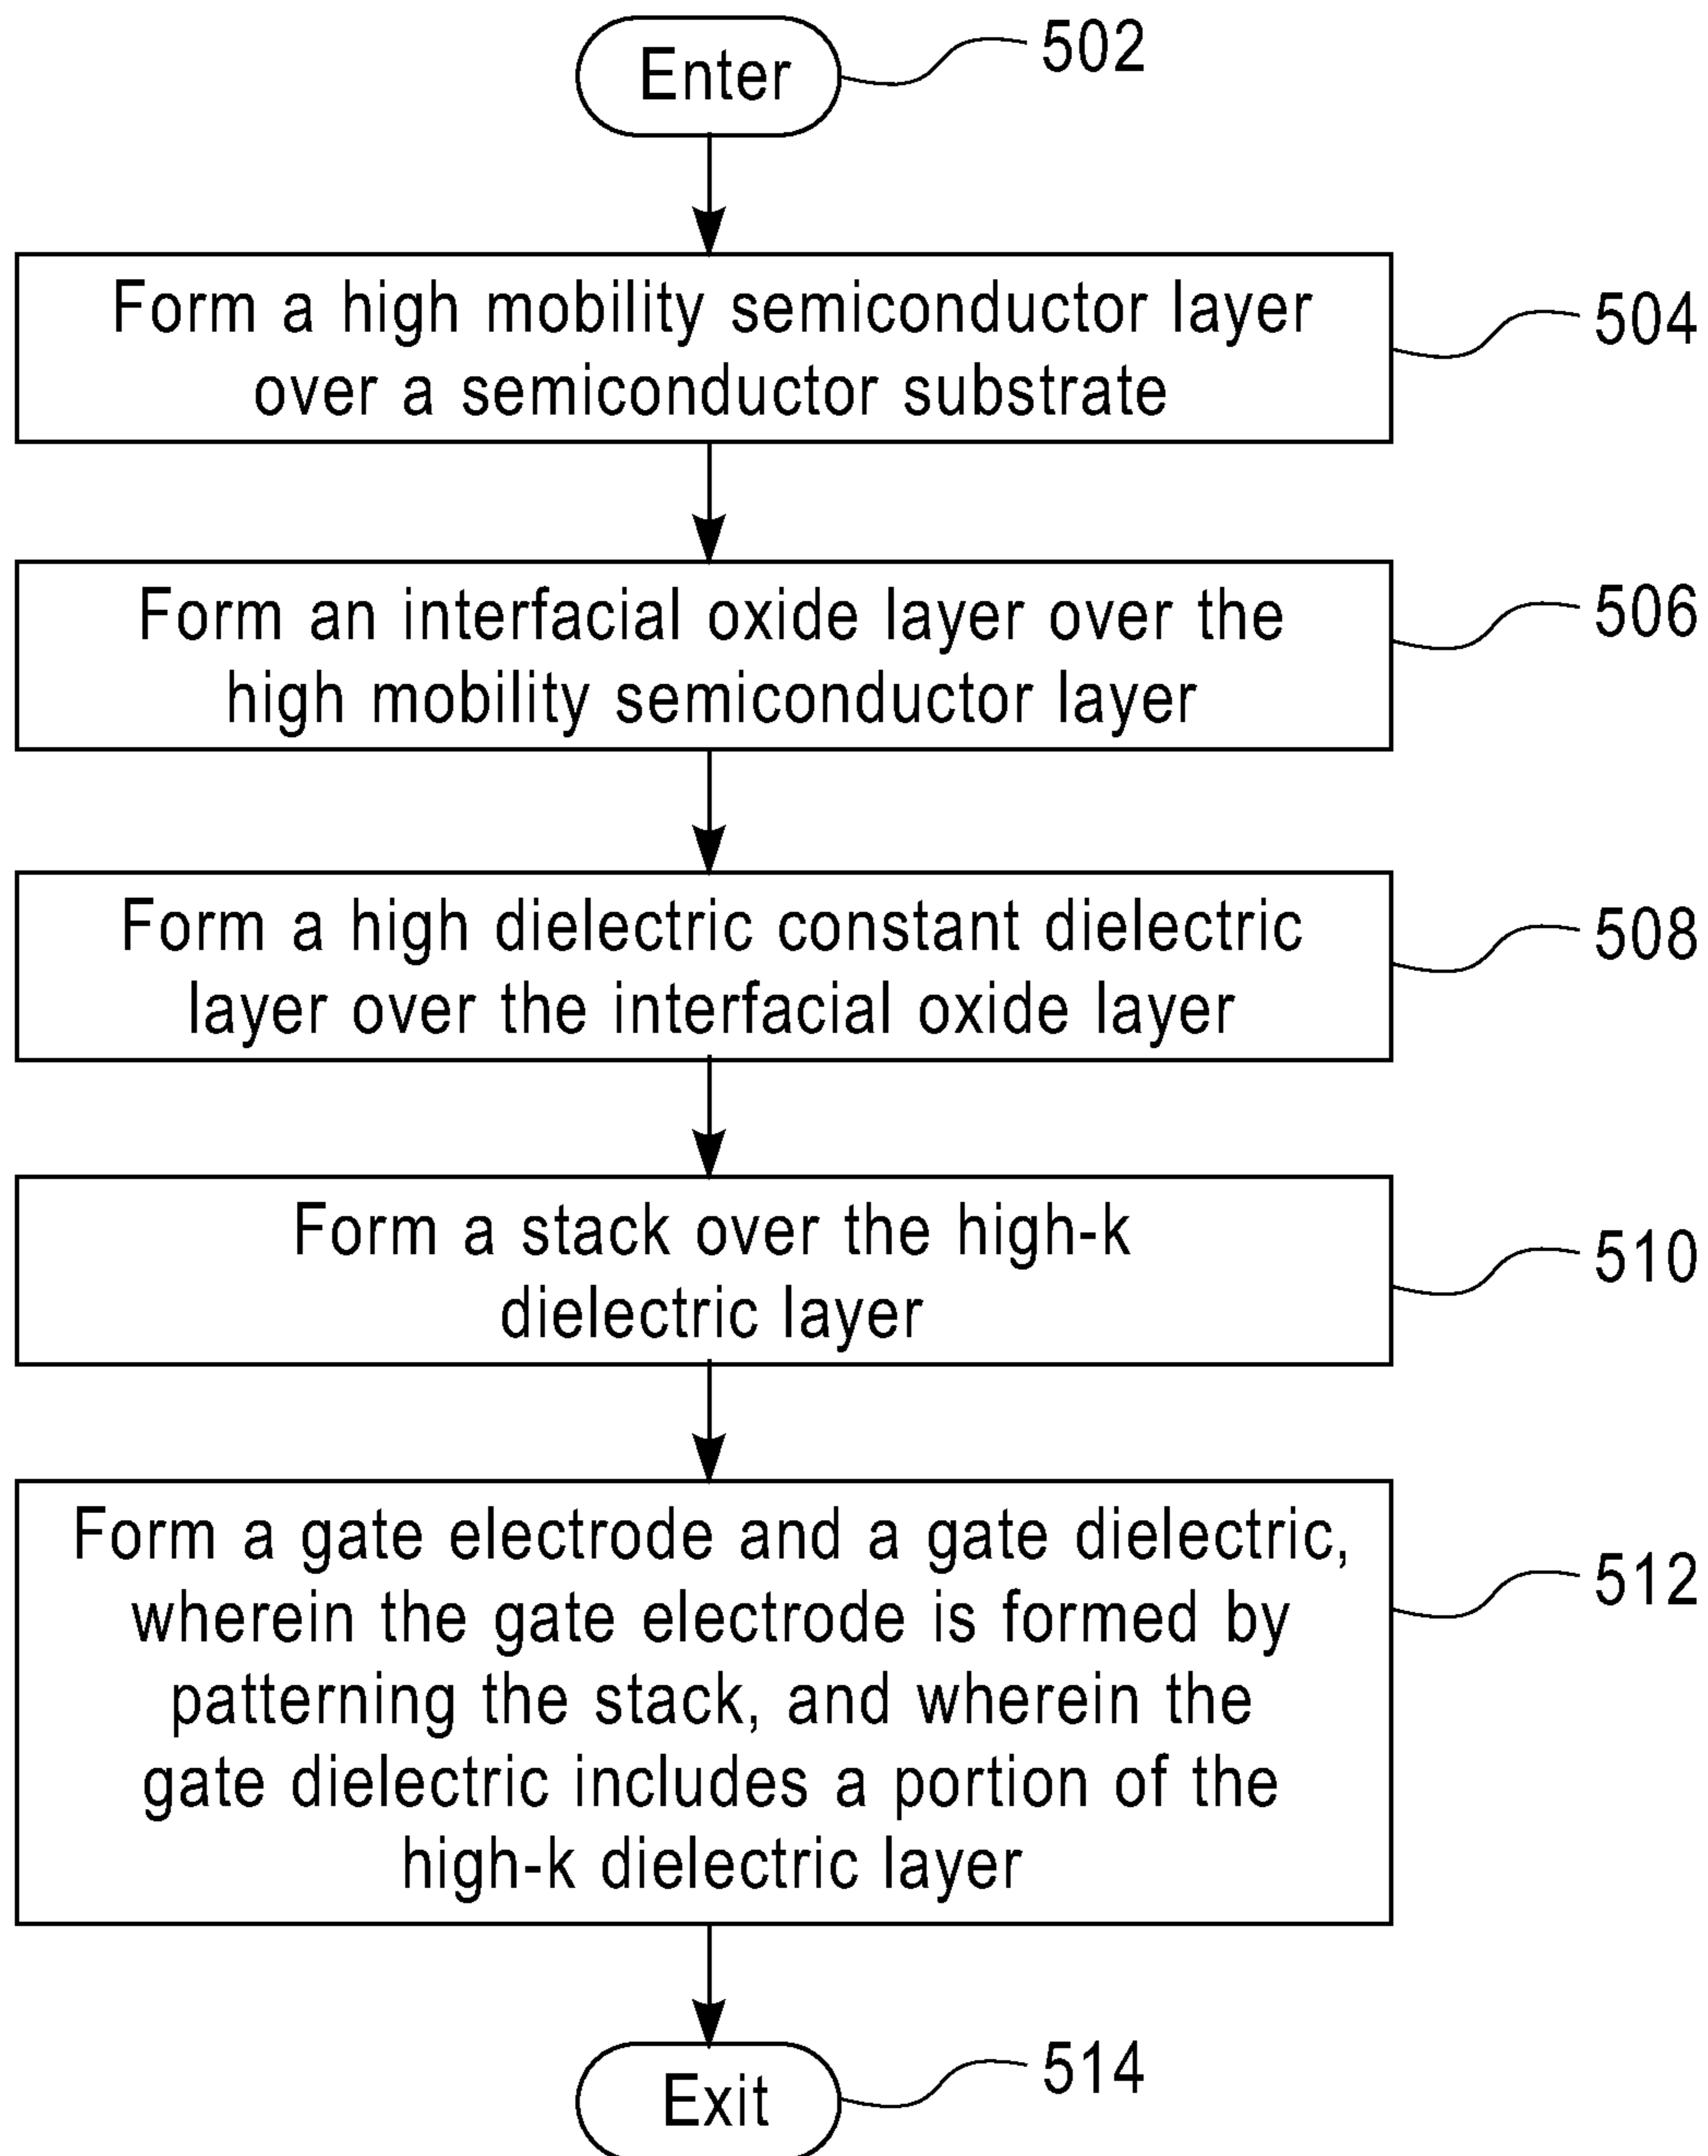 Enter
502
Form a high mobility semiconductor layer
over a semiconductor substrate
504
Form an interfacial oxide layer over the
high mobility semiconductor layer
506
Form a high dielectric constant dielectric
layer over the interfacial oxide layer
508
Form a stack over the high-k
dielectric layer
510
Form a gate electrode and a gate dielectric,
wherein the gate electrode is formed by
patterning the stack, and wherein the
gate dielectric includes a portion of the
high-k dielectric layer
512
Exit
514